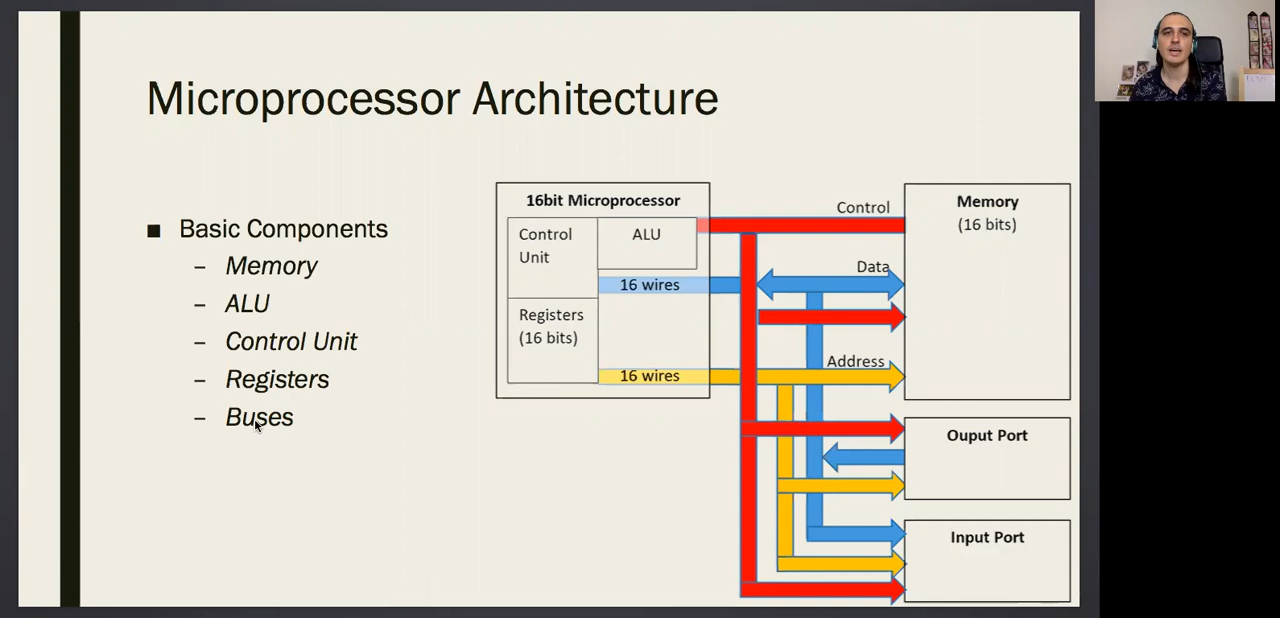 Microprocessor Architecture
■ Basic Components
– Memory
– ALU
– Control Unit
– Registers
– Buses
16bit Microprocessor
Control
Unit
ALU
16 wires
Registers
(16 bits)
16 wires
Control
Data
Address
Memory
(16 bits)
Ouput Port
Input Port